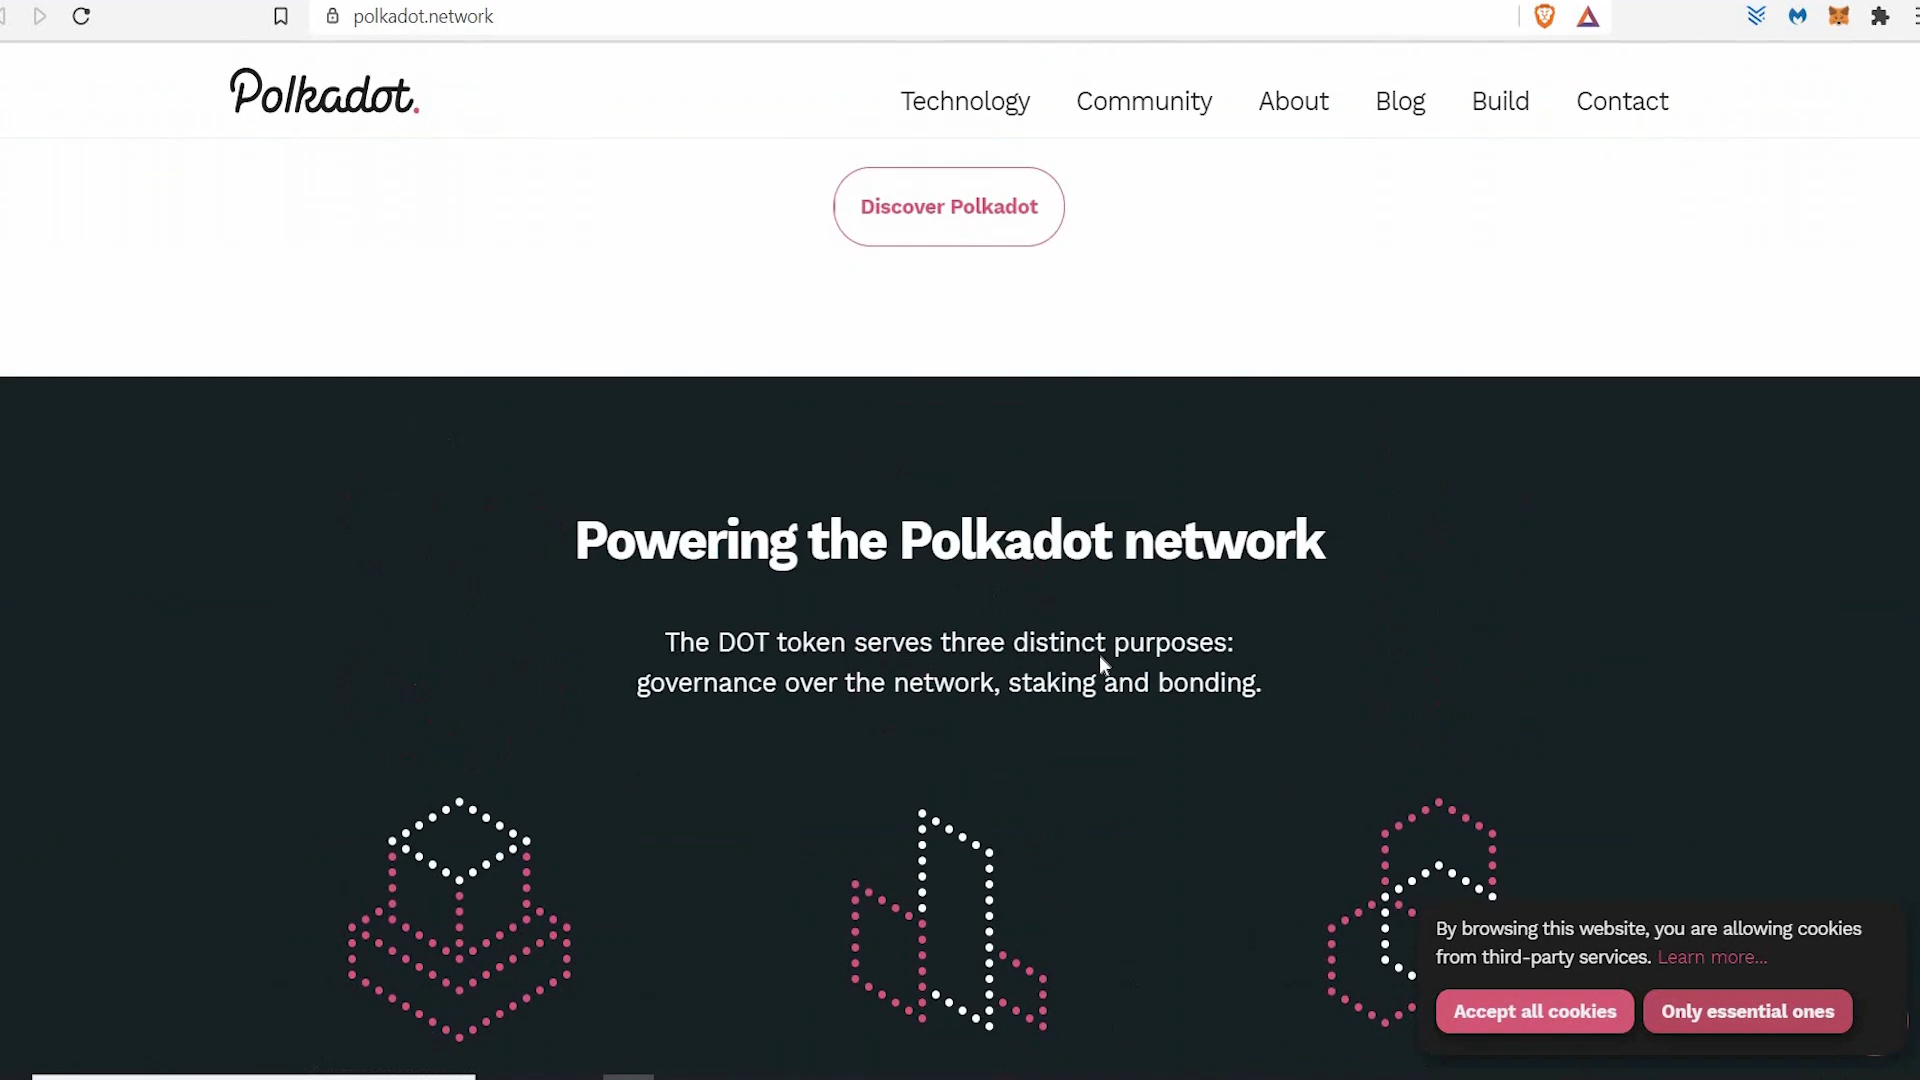 polkadot.network
Polkadot.
Technology Community About Blog Build Contact
Discover Polkadot
Powering the Polkadot network
The DOT token serves three distinct purposes:
governance over the network, staking and bonding.
By browsing this website, you are allowing cookies
from third-party services. Learn more...
Accept all cookies Only essential ones